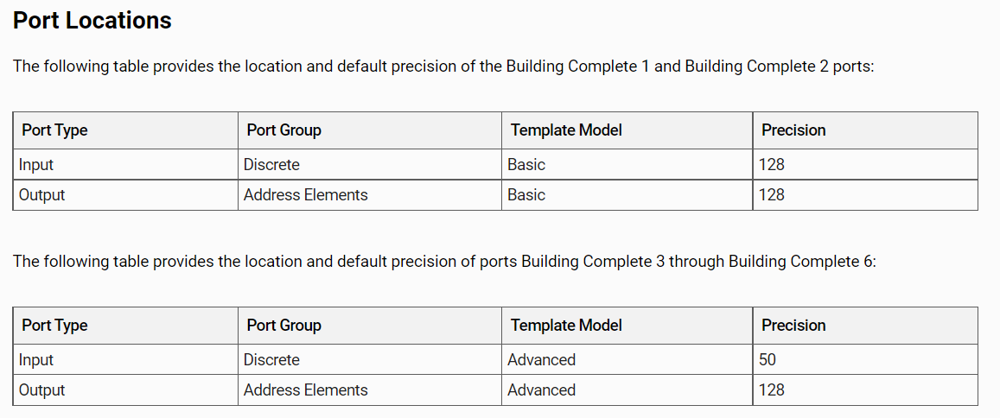 Port Locations
The following table provides the location and default precision of the Building Complete 1 and Building Complete 2 ports:
Port Type Port Group Template Model Precision
Input Discrete Basic 128
Output Address Elements Basic 128
The following table provides the location and default precision of ports Building Complete 3 through Building Complete 6:
Port Type Port Group Template Model Precision
Input Discrete Advanced 50
Output Address Elements Advanced 128